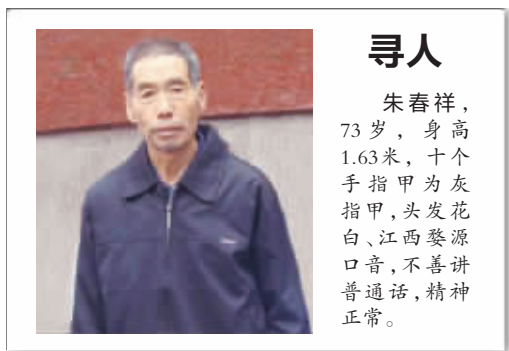 寻人
朱春祥，
73岁，身高
1.63米，十个
手指甲为灰
指甲，头发花
白、江西婺源
口音，不善讲
普通话，精神
正常。